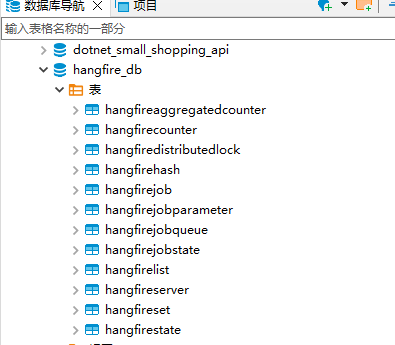 数据库导航 项目
输入表格名称的一部分
dotnet_small_shopping_api
hangfire_db
表
hangfireaggregatedcounter
hangfirecounter
hangfiredistributedlock
hangfirehash
hangfirejob
hangfirejobparameter
hangfirejobqueue
hangfirejobstate
hangfirelist
hangfireserver
hangfireset
hangfirestate